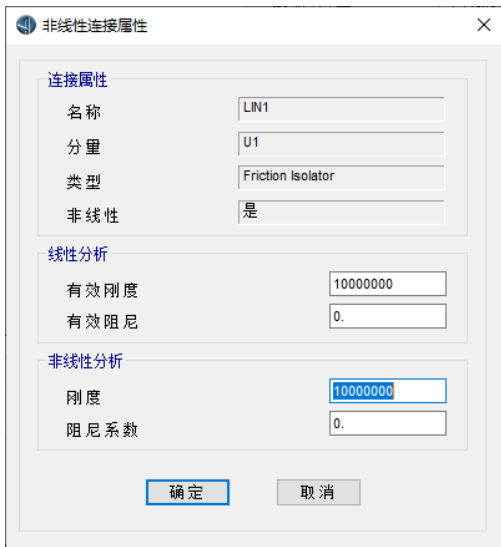 非线性连接属性
连接属性
名称 LIN1
分量 U1
类型 Friction Isolator
非线性 是
线性分析
有效刚度 10000000
有效阻尼 0.
非线性分析
刚度 10000000
阻尼系数 0.
确定 取消